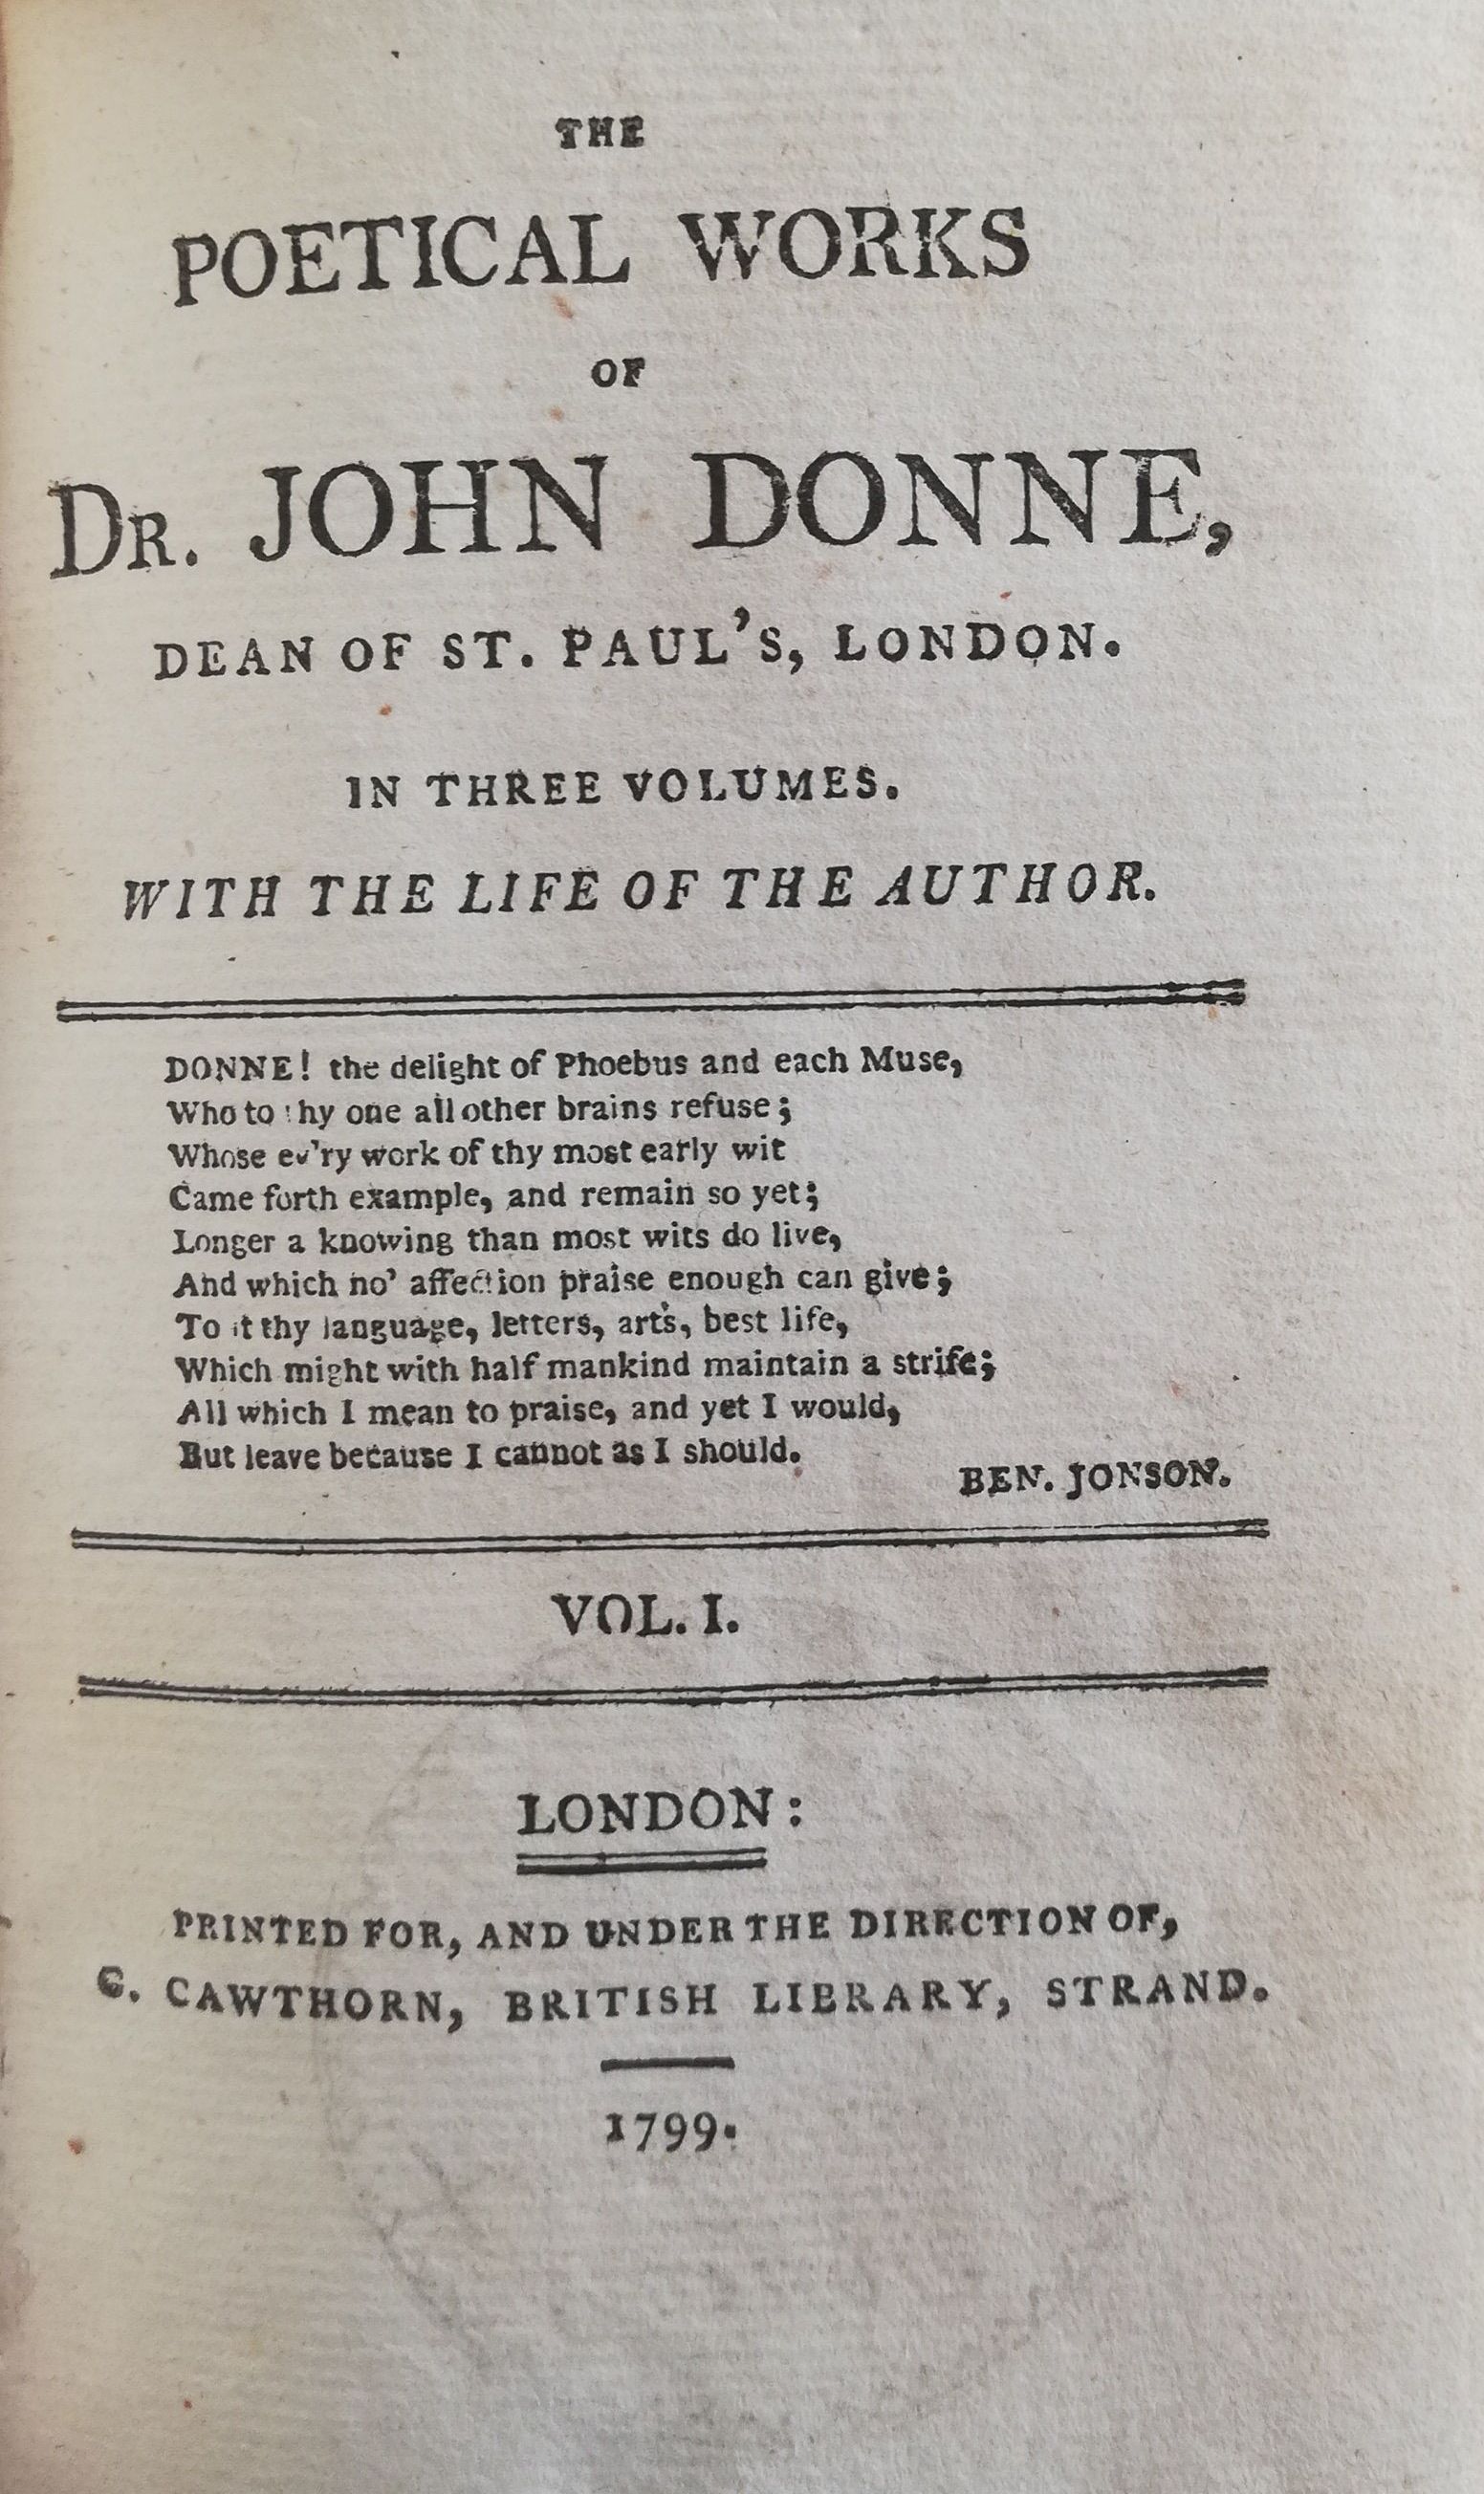 THE
POETICAL WORKS
OF
DR. JOHN DONNE,
DEAN OF ST. PAUL'S, LONDON.
IN THREE VOLUMES.
WITH THE LIFE OF THE AUTHOR.
DONNE! the delight of Phoebus and each Muse,
Who to thy one all other brains refuse;
Whose ev'ry work of thy most early wit
Came forth example, and remain so yet;
Longer a knowing than most wits do live,
And which no' affection praise enough can give;
To it thy language, letters, arts, best life,
Which might with half mankind maintain a strife;
All which I mean to praise, and yet I would,
But leave because I cannot as I should.
BEN. JONSON.
VOL. I.
LONDON:
PRINTED FOR, AND UNDER THE DIRECTION OF,
G. CAWTHORN, BRITISH LIBRARY, STRAND.
1799.